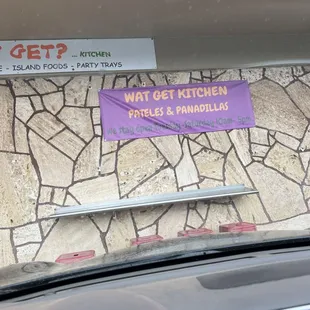 GET? ... KITCHEN
- ISLAND FOODS - PARTY TRAYS
WAT GET KITCHEN
PATELES & PANADILLAS